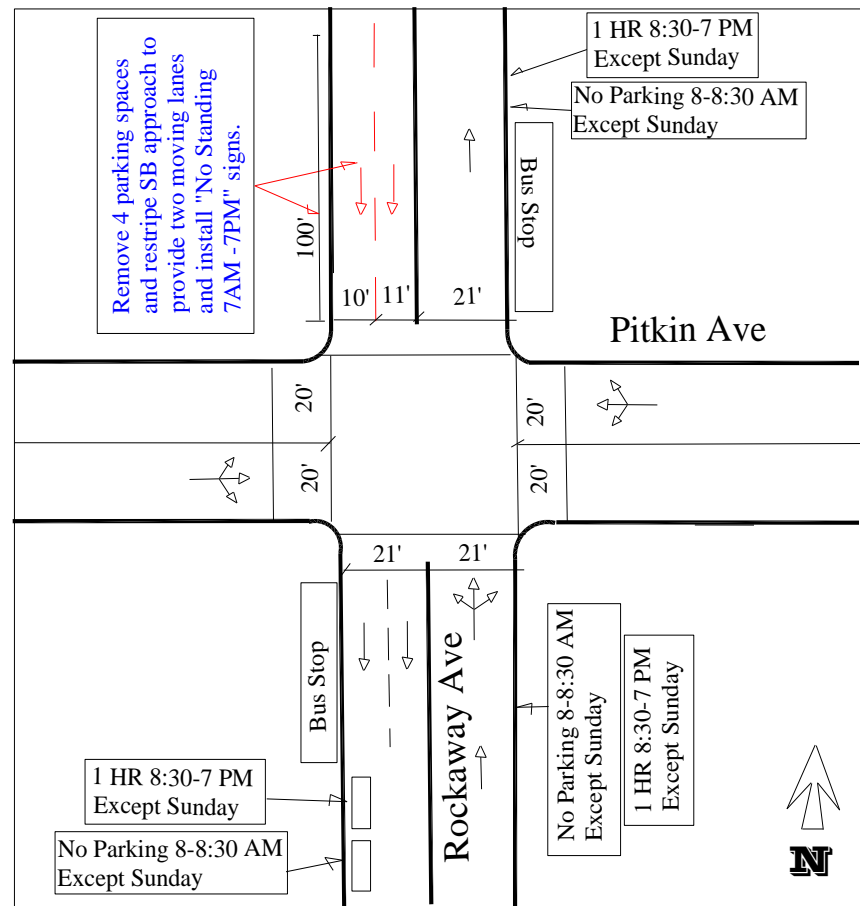 Remove 4 parking spaces
and restripe SB approach to
provide two moving lanes
and install "No Standing
7AM -7PM" signs.
100'
10'
11'
21'
1 HR 8:30-7 PM
Except Sunday
No Parking 8-8:30 AM
Except Sunday
Bus Stop
Pitkin Ave
20'
20'
20'
20'
21'
21'
Bus Stop
Rockaway Ave
1 HR 8:30-7 PM
Except Sunday
No Parking 8-8:30 AM
Except Sunday
No Parking 8-8:30 AM
Except Sunday
1 HR 8:30-7 PM
Except Sunday
N